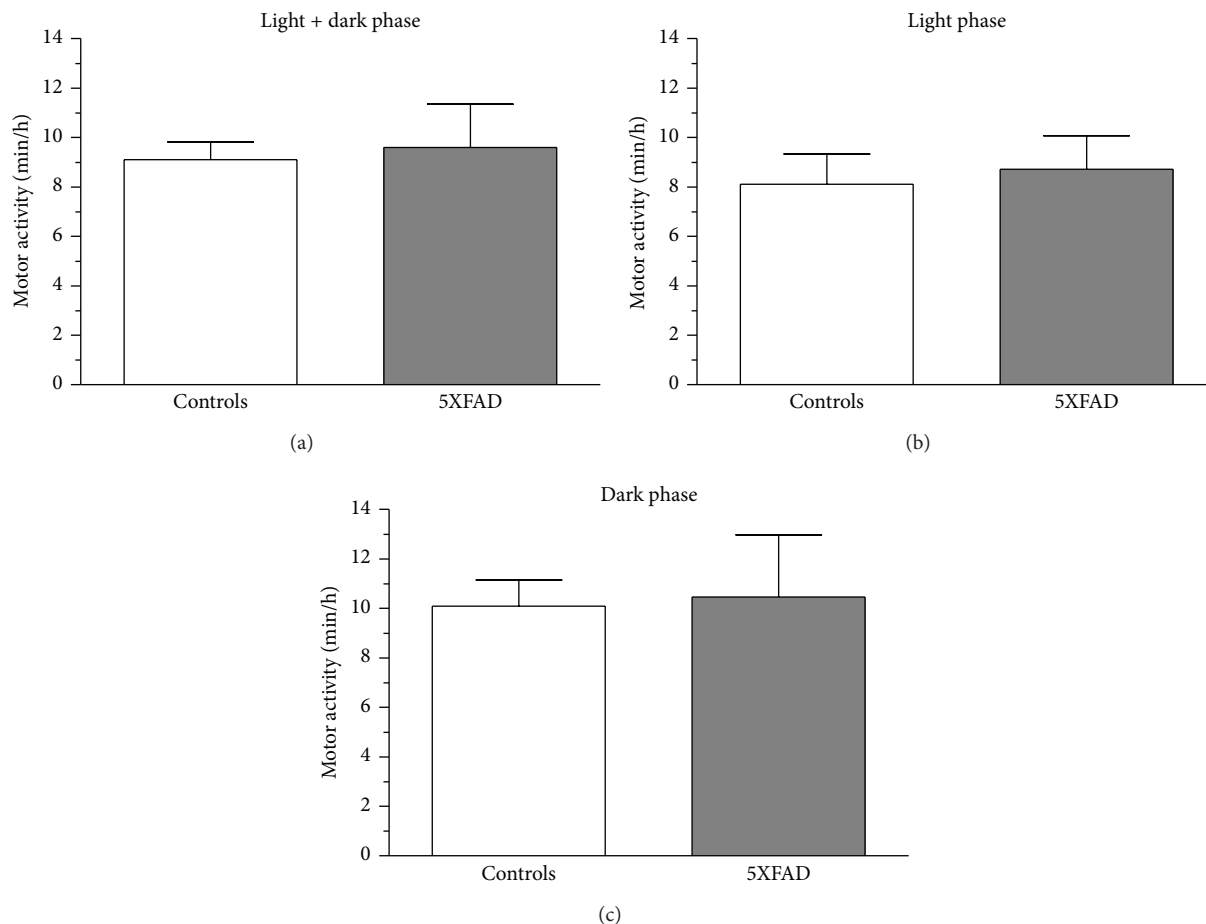 Light + dark phase
Motor activity (min/h)
14
12
10
8
6
4
2
0
Controls
5XFAD
(a)
Light phase
Motor activity (min/h)
14
12
10
8
6
4
2
0
Controls
5XFAD
(b)
Dark phase
Motor activity (min/h)
14
12
10
8
6
4
2
0
Controls
5XFAD
(c)